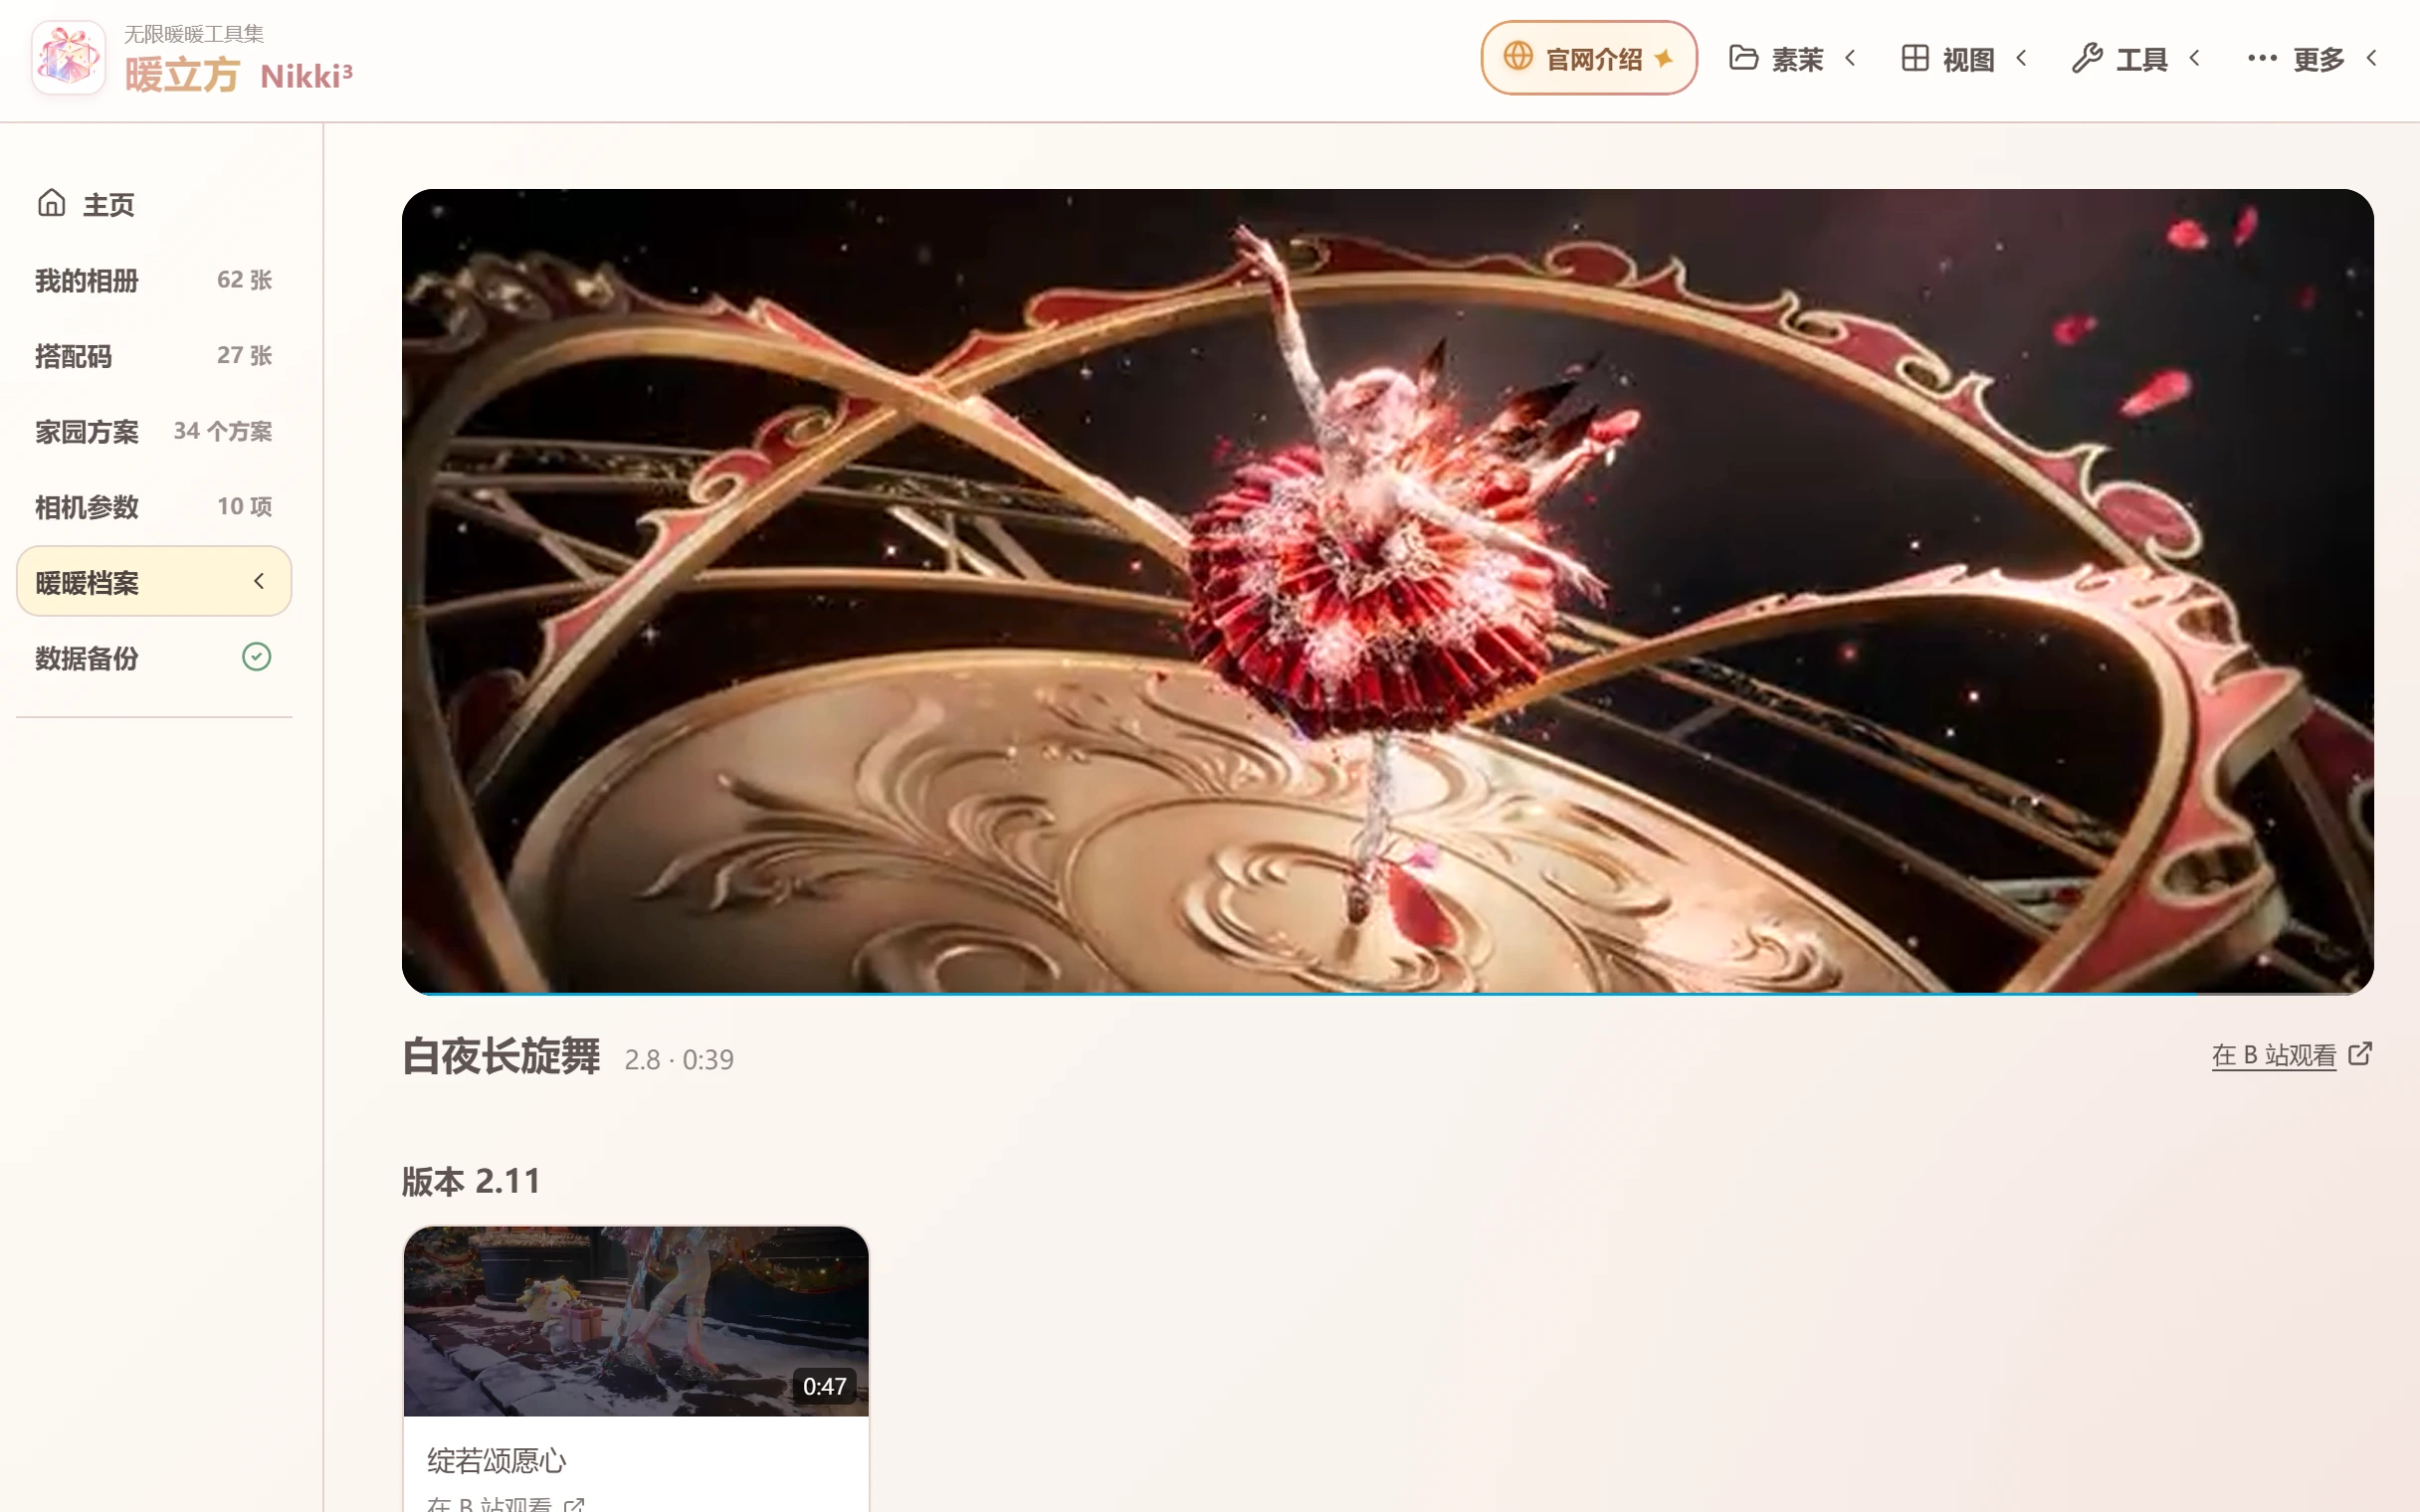 无限暖暖工具集
暖立方 Nikki³
官网介绍
素茉
视图
工具
更多
主页
我的相册 62 张
搭配码 27 张
家园方案 34 个方案
相机参数 10 项
暖暖档案
数据备份
白夜长旋舞 2.8 · 0:39
在 B 站观看
版本 2.11
0:47
绽若颂愿心
在 B 站观看